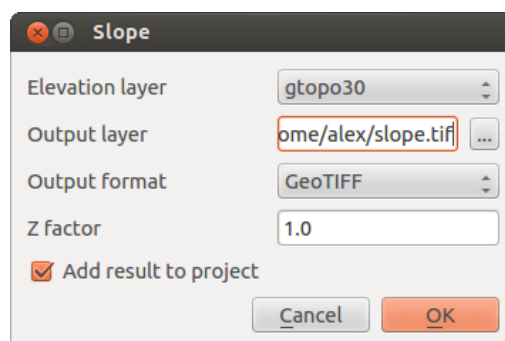 Slope
Elevation layer gtopo30
Output layer ome/alex/slope.tif ...
Output format GeoTIFF
Z factor 1.0
Add result to project
Cancel OK